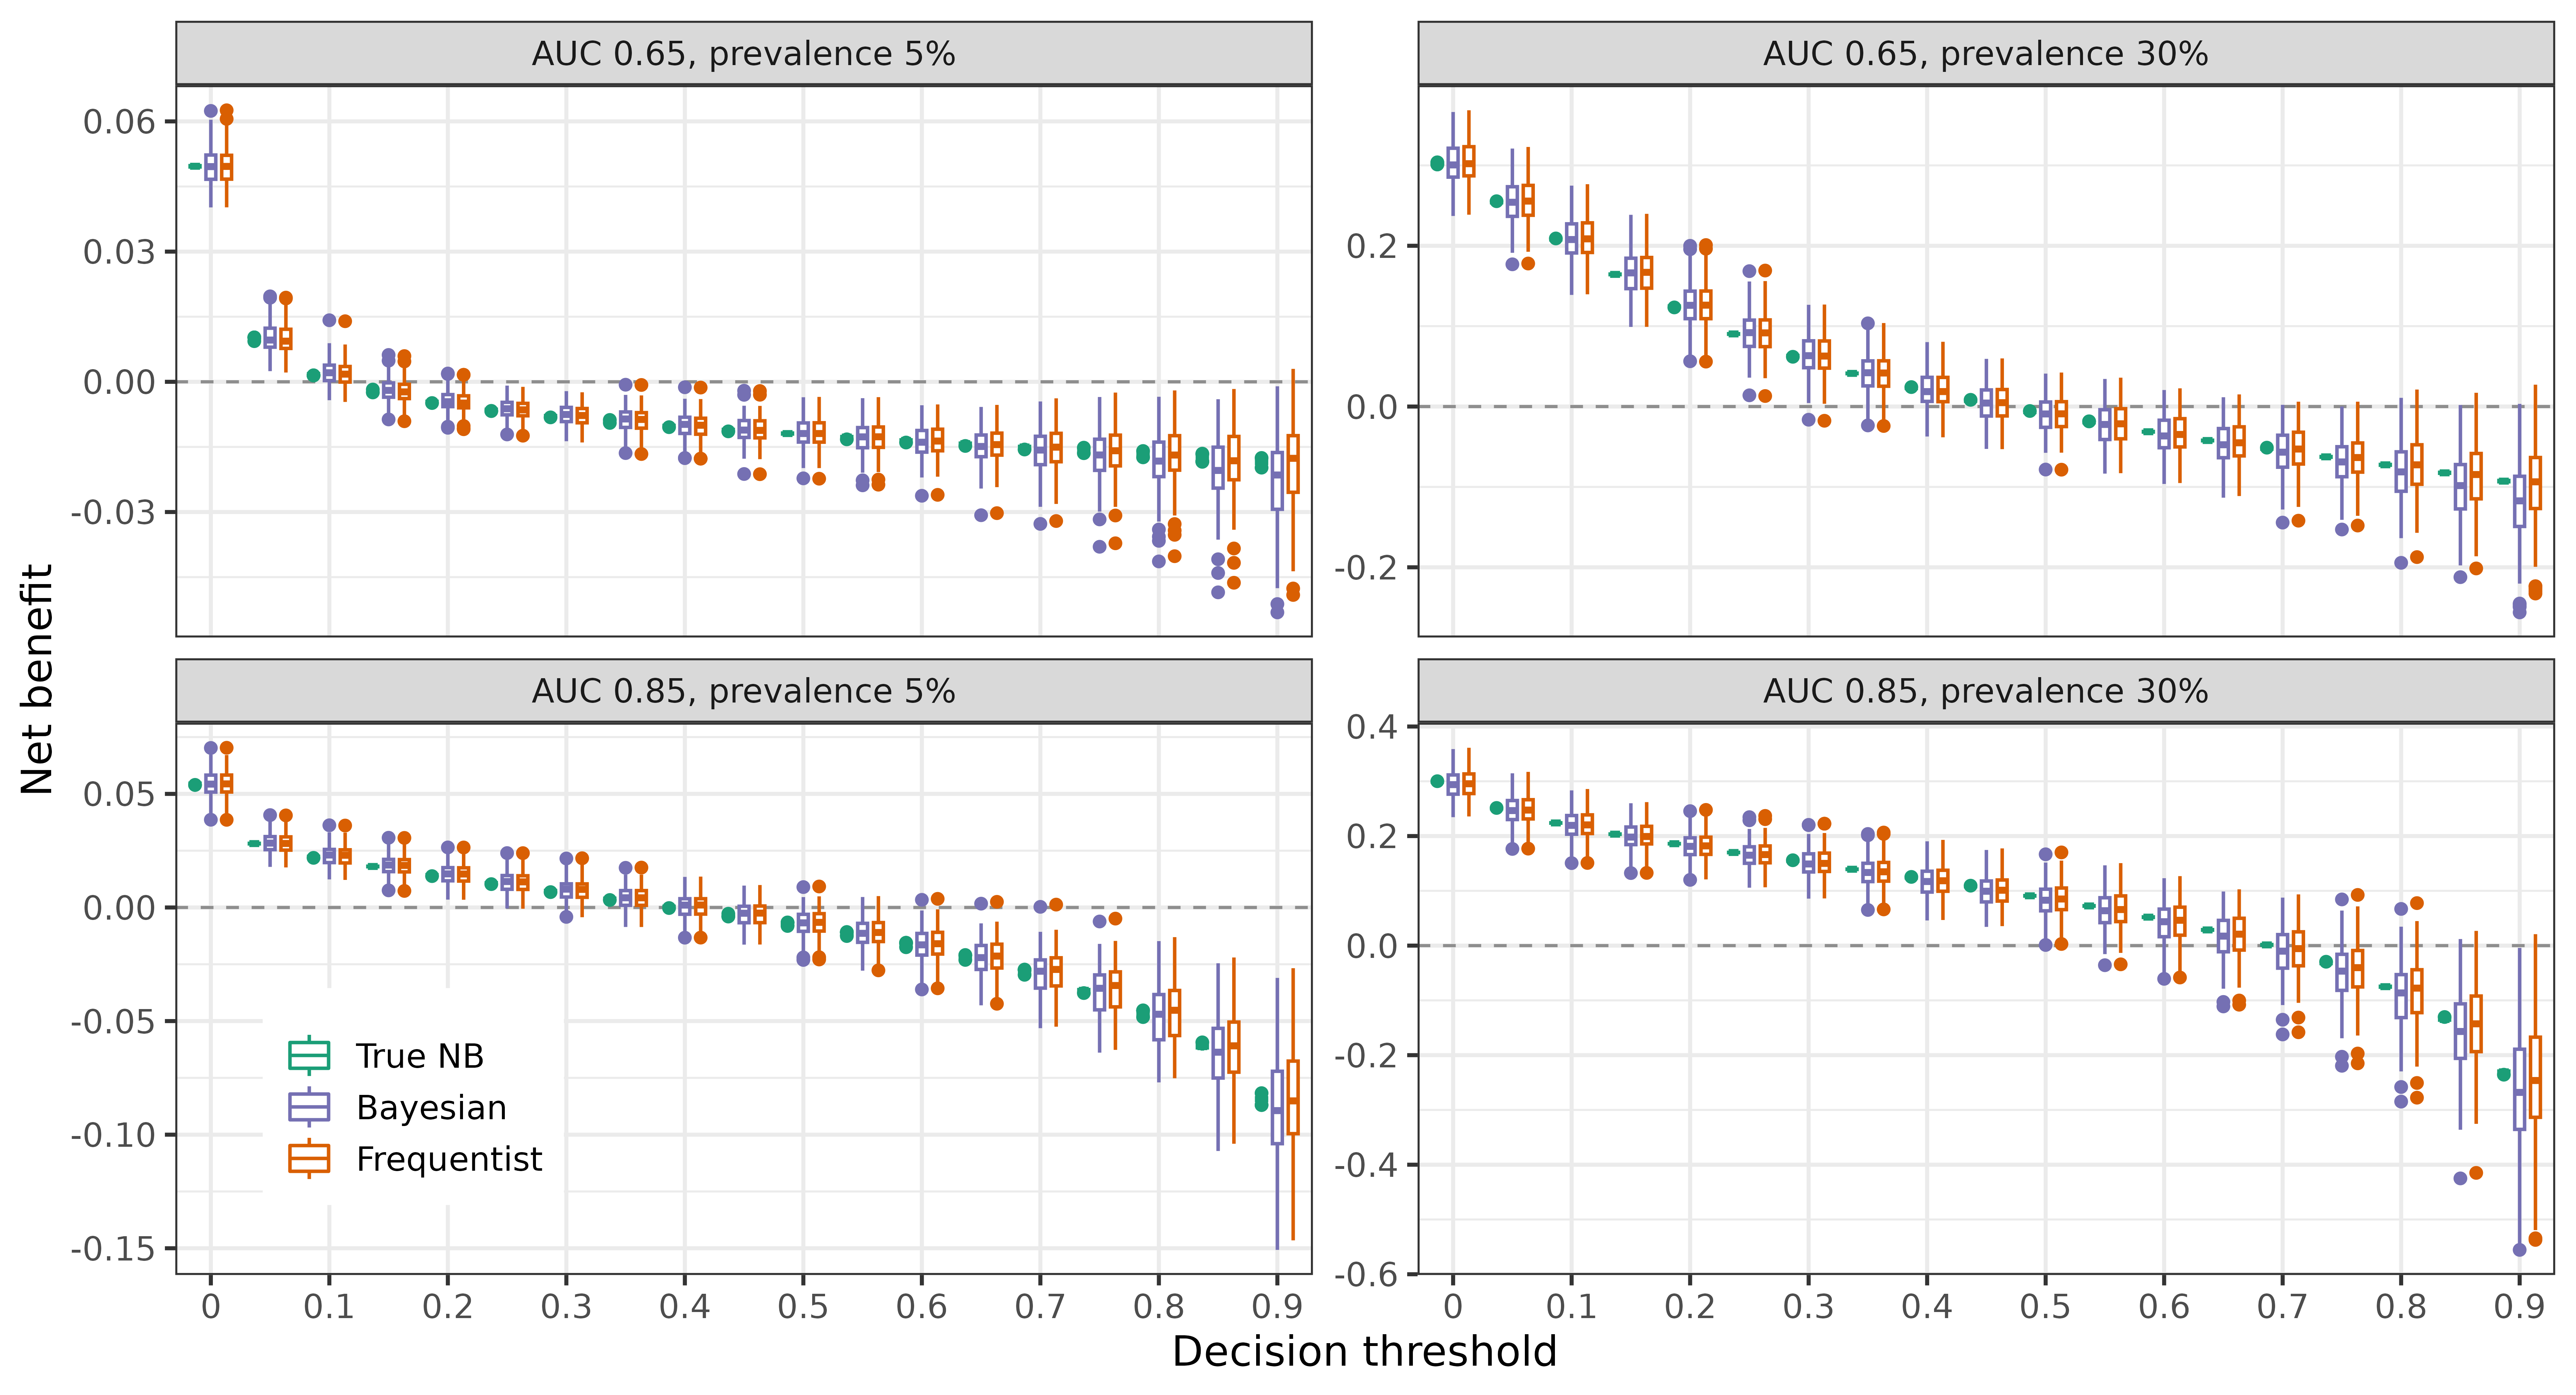 AUC 0.65, prevalence 5%
AUC 0.65, prevalence 30%
0.06
0.03
0.00
-0.03
0.2
0.0
-0.2
Net benefit
AUC 0.85, prevalence 5%
AUC 0.85, prevalence 30%
0.05
0.00
-0.05
-0.10
-0.15
True NB
Bayesian
Frequentist
0.4
0.2
0.0
-0.2
-0.4
-0.6
0 0.1 0.2 0.3 0.4 0.5 0.6 0.7 0.8 0.9
0 0.1 0.2 0.3 0.4 0.5 0.6 0.7 0.8 0.9
Decision threshold